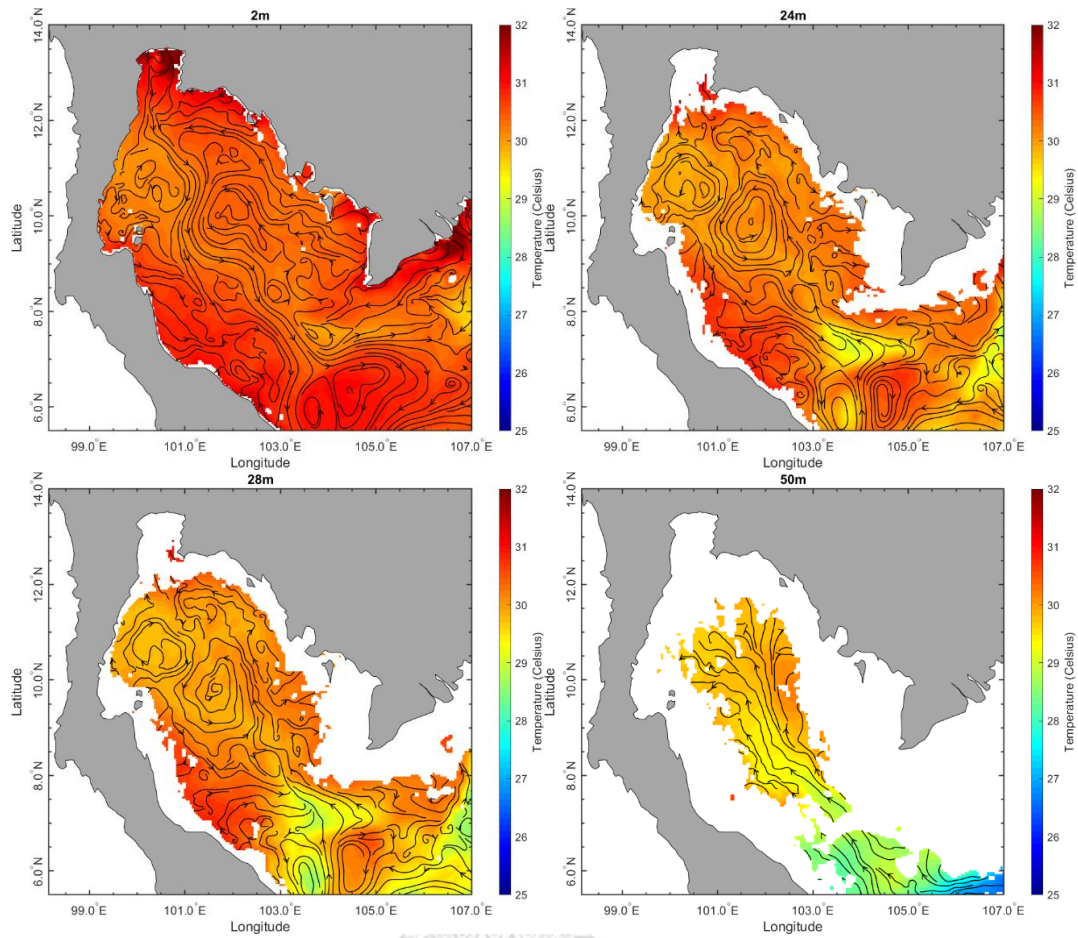 2m
14.0°N
12.0°N
10.0°N
8.0°N
6.0°N
Latitude
99.0°E 101.0°E 103.0°E 105.0°E 107.0°E
Longitude
32
31
30
29
28
27
26
25
Temperature (Celsius)
24m
14.0°N
12.0°N
10.0°N
8.0°N
6.0°N
Latitude
99.0°E 101.0°E 103.0°E 105.0°E 107.0°E
Longitude
32
31
30
29
28
27
26
25
Temperature (Celsius)
28m
14.0°N
12.0°N
10.0°N
8.0°N
6.0°N
Latitude
99.0°E 101.0°E 103.0°E 105.0°E 107.0°E
Longitude
32
31
30
29
28
27
26
25
Temperature (Celsius)
50m
14.0°N
12.0°N
10.0°N
8.0°N
6.0°N
Latitude
99.0°E 101.0°E 103.0°E 105.0°E 107.0°E
Longitude
32
31
30
29
28
27
26
25
Temperature (Celsius)